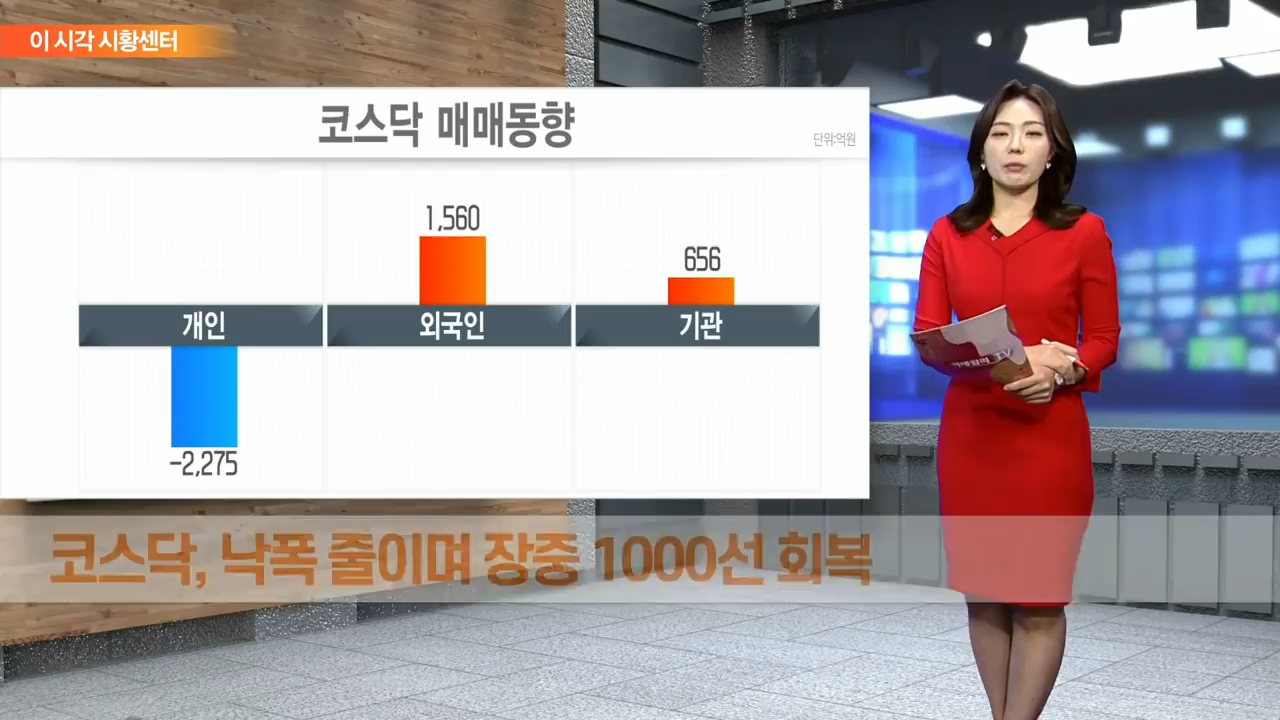 이 시각 시황센터
코스닥 매매동향
단위:억원
1,560
656
개인
외국인
기관
-2,275
코스닥, 낙폭 줄이며 장중 1000선 회복